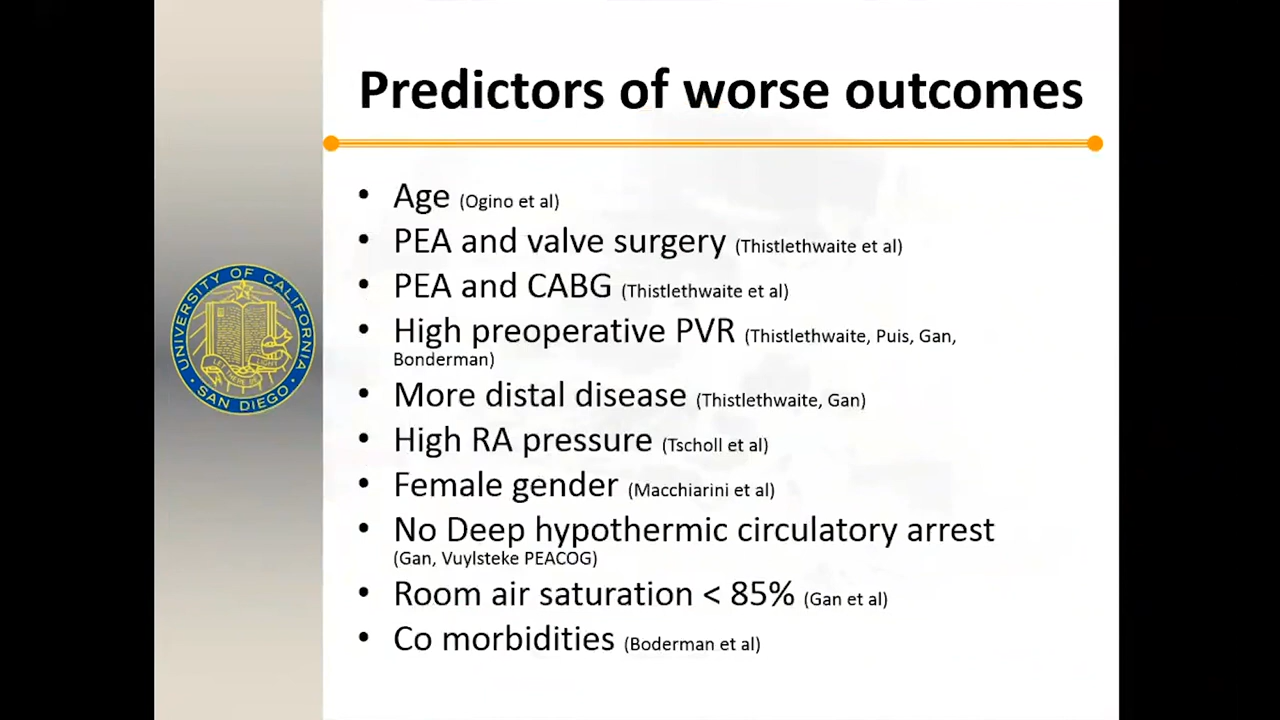 Predictors of worse outcomes
• Age (Ogino et al)
• PEA and valve surgery (Thistlethwaite et al)
• PEA and CABG (Thistlethwaite et al)
• High preoperative PVR (Thistlethwaite, Puis, Gan,
Bonderman)
• More distal disease (Thistlethwaite, Gan)
• High RA pressure (Tscholl et al)
• Female gender (Macchiarini et al)
• No Deep hypothermic circulatory arrest
(Gan, Vuylsteke PEACOG)
• Room air saturation < 85% (Gan et al)
• Co morbidities (Boderman et al)
UNIVERSITY OF CALIFORNIA
SAN DIEGO